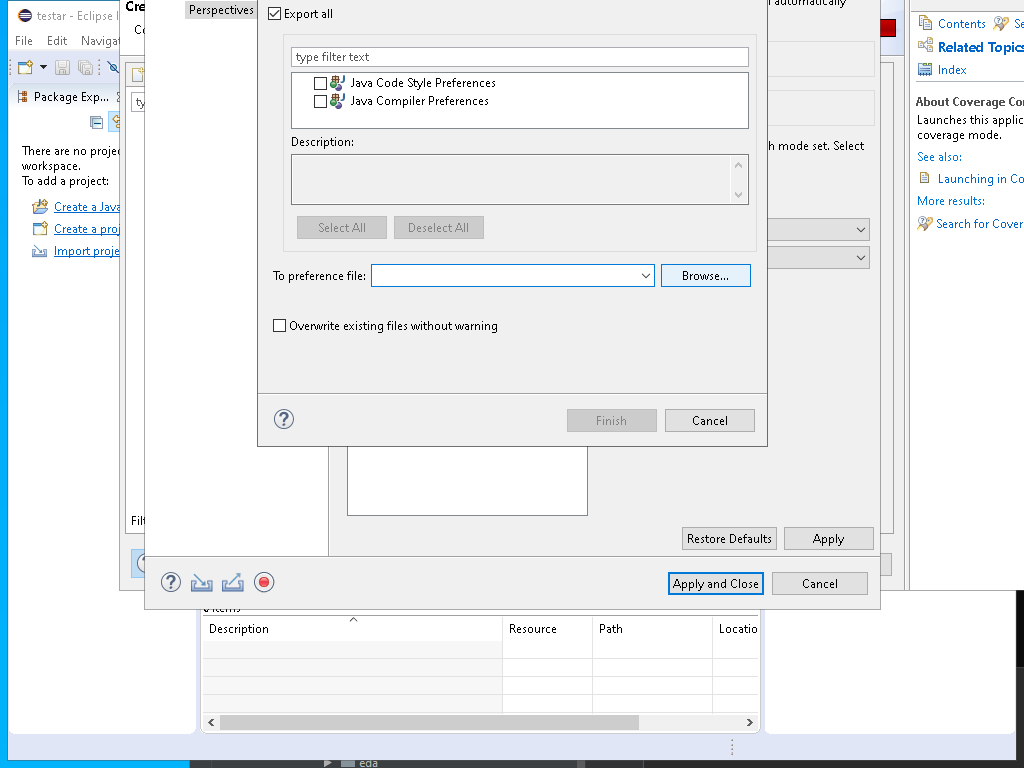 testar - Eclipse
File Edit Navigat
Package Exp...
There are no proje
workspace.
To add a project:
Create a Java
Create a proj
Import proje
Cre
ty
Filt
Perspectives
Export all
type filter text
Java Code Style Preferences
Java Compiler Preferences
Description:
Select All Deselect All
To preference file: Browse...
Overwrite existing files without warning
Finish Cancel
automatically
h mode set. Select
Restore Defaults Apply
Apply and Close Cancel
Contents Se
Related Topics
Index
About Coverage Co
Launches this applic
coverage mode.
See also:
Launching in Co
More results:
Search for Cover
Description Resource Path Locatio
eda